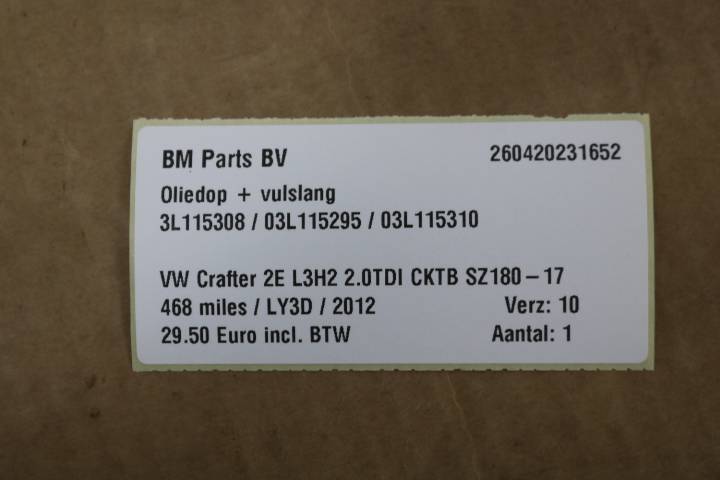 BM Parts BV 260420231652
Oliedop + vulslang
3L115308 / 03L115295 / 03L115310
VW Crafter 2E L3H2 2.0TDI CKTB SZ180-17
468 miles / LY3D / 2012 Verz: 10
29.50 Euro incl. BTW Aantal: 1